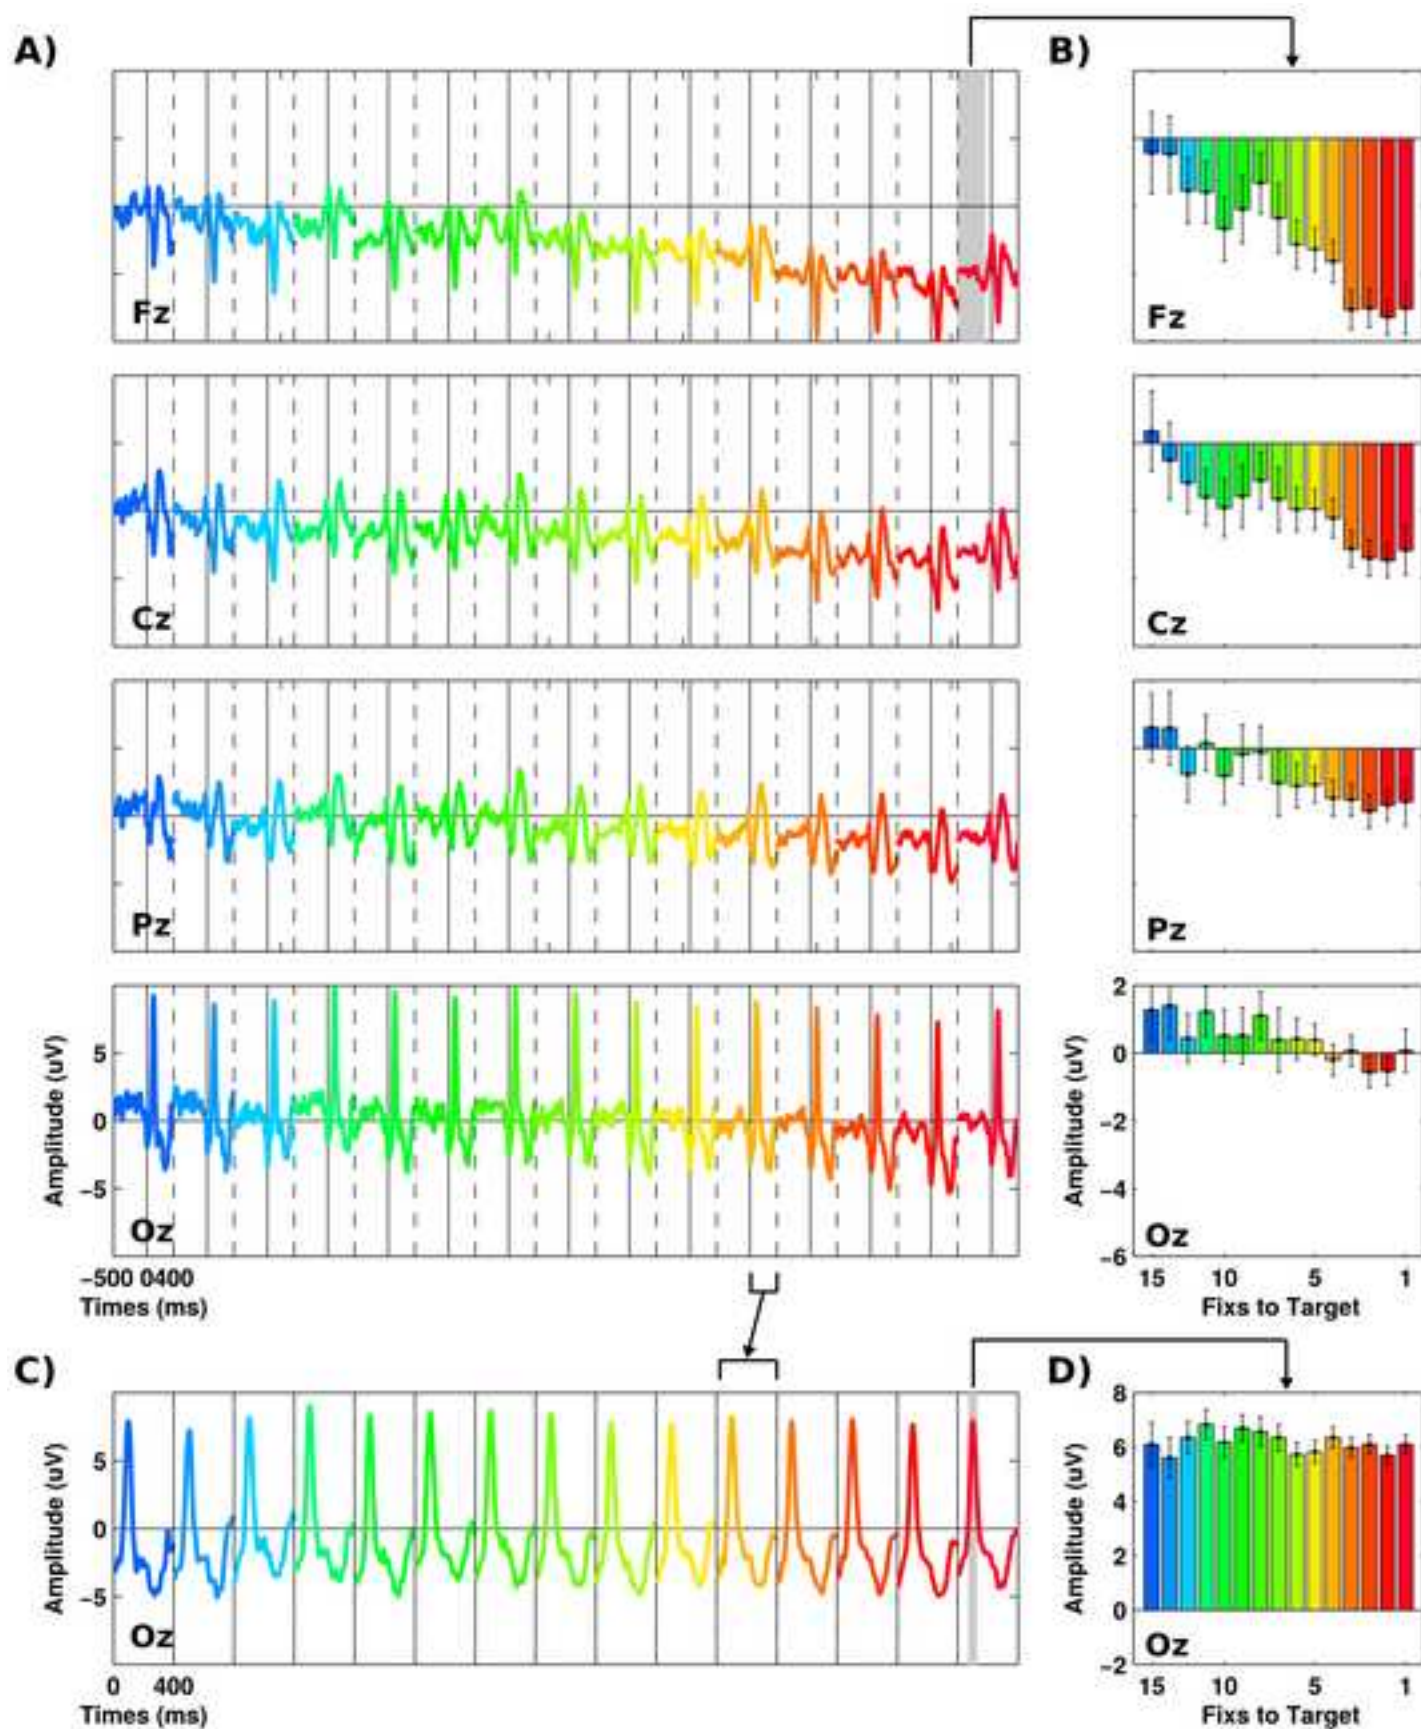 A)
B)
Fz
Fz
Cz
Cz
Pz
Pz
Amplitude (uV)
5
0
−5
Oz
−500 0400
Times (ms)
Amplitude (uV)
2
0
−2
−4
−6
Oz
15 10 5 1
Fixs to Target
C)
D)
Amplitude (uV)
5
0
−5
Oz
0 400
Times (ms)
Amplitude (uV)
8
6
4
2
0
−2
Oz
15 10 5 1
Fixs to Target